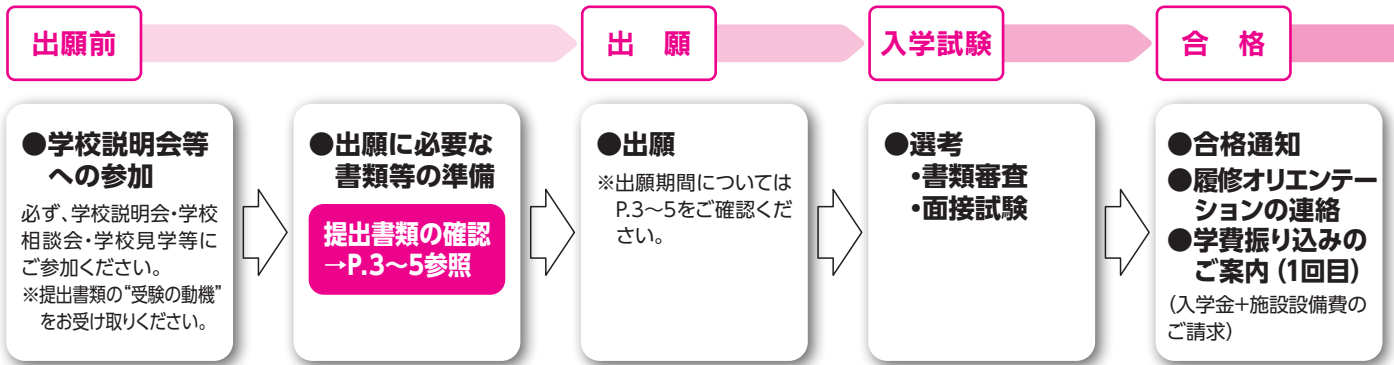 出願前
出　願
入学試験
合　格
●学校説明会等
への参加
必ず、学校説明会・学校
相談会・学校見学等に
ご参加ください。
※提出書類の“受験の動機”
をお受け取りください。
●出願に必要な
書類等の準備
提出書類の確認
→P.3～5参照
●出願
※出願期間については
P.3～5をご確認くだ
さい。
●選考
・書類審査
・面接試験
●合格通知
●履修オリエンテー
ションの連絡
●学費振り込みの
ご案内（1回目）
（入学金+施設設備費の
ご請求）